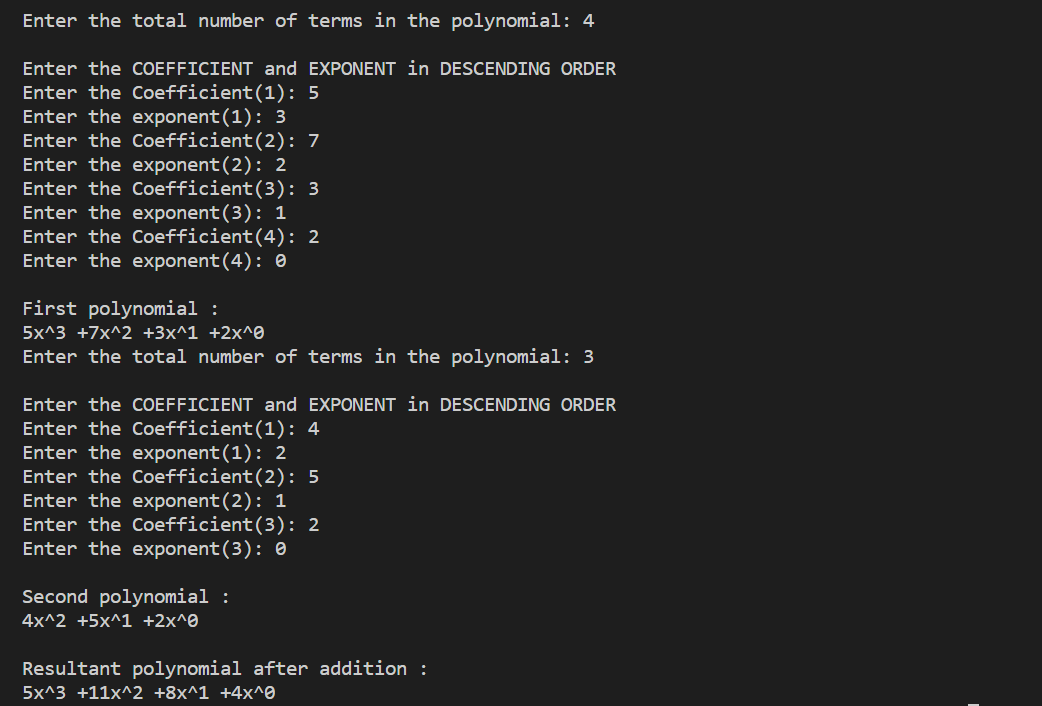 Enter the total number of terms in the polynomial: 4
Enter the COEFFICIENT and EXPONENT in DESCENDING ORDER
Enter the Coefficient(1): 5
Enter the exponent(1): 3
Enter the Coefficient(2): 7
Enter the exponent(2): 2
Enter the Coefficient(3): 3
Enter the exponent(3): 1
Enter the Coefficient(4): 2
Enter the exponent(4): 0
First polynomial :
5x^3 +7x^2 +3x^1 +2x^0
Enter the total number of terms in the polynomial: 3
Enter the COEFFICIENT and EXPONENT in DESCENDING ORDER
Enter the Coefficient(1): 4
Enter the exponent(1): 2
Enter the Coefficient(2): 5
Enter the exponent(2): 1
Enter the Coefficient(3): 2
Enter the exponent(3): 0
Second polynomial :
4x^2 +5x^1 +2x^0
Resultant polynomial after addition :
5x^3 +11x^2 +8x^1 +4x^0